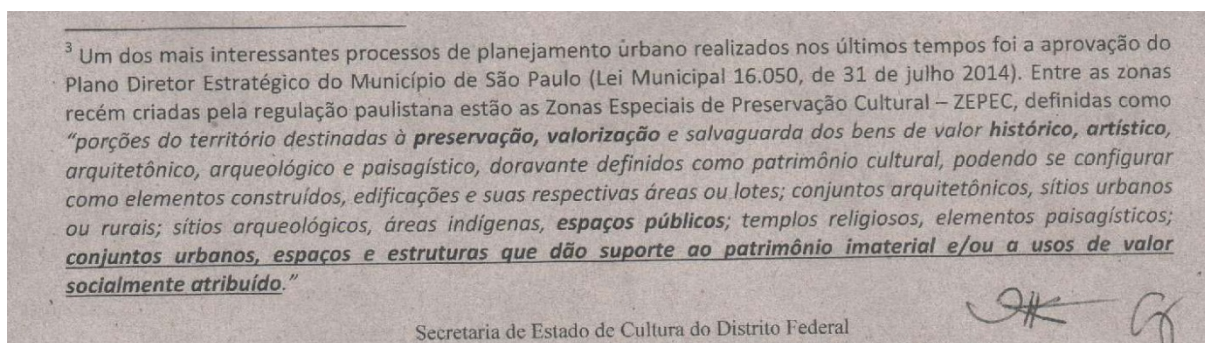 ³ Um dos mais interessantes processos de planejamento urbano realizados nos últimos tempos foi a aprovação do
Plano Diretor Estratégico do Município de São Paulo (Lei Municipal 16.050, de 31 de julho 2014). Entre as zonas
recém criadas pela regulação paulistana estão as Zonas Especiais de Preservação Cultural – ZEPEC, definidas como
"porções do território destinadas à preservação, valorização e salvaguarda dos bens de valor histórico, artístico,
arquitetônico, arqueológico e paisagístico, doravante definidos como patrimônio cultural, podendo se configurar
como elementos construídos, edificações e suas respectivas áreas ou lotes; conjuntos arquitetônicos, sítios urbanos
ou rurais; sítios arqueológicos, áreas indígenas, espaços públicos; templos religiosos, elementos paisagísticos;
conjuntos urbanos, espaços e estruturas que dão suporte ao patrimônio imaterial e/ou a usos de valor
socialmente atribuído."
Secretaria de Estado de Cultura do Distrito Federal